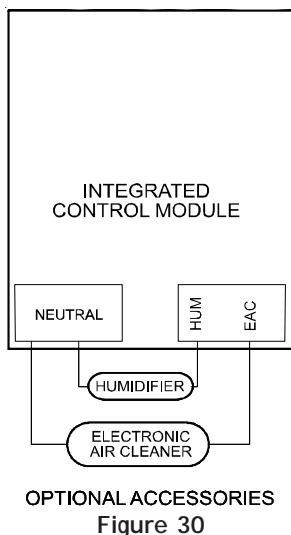 INTEGRATED
CONTROL MODULE
NEUTRAL
HUM
EAC
HUMIDIFIER
ELECTRONIC
AIR CLEANER
OPTIONAL ACCESSORIES
Figure 30